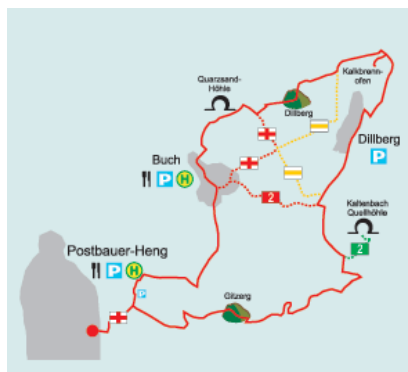 Kalkbrenn-
ofen
Quarzsand-
Höhle
Dillberg
Dillberg
P
Buch
P H
2
Kaltenbach
Quellhöhle
2
Postbauer-Heng
P H
P
Gitzerg